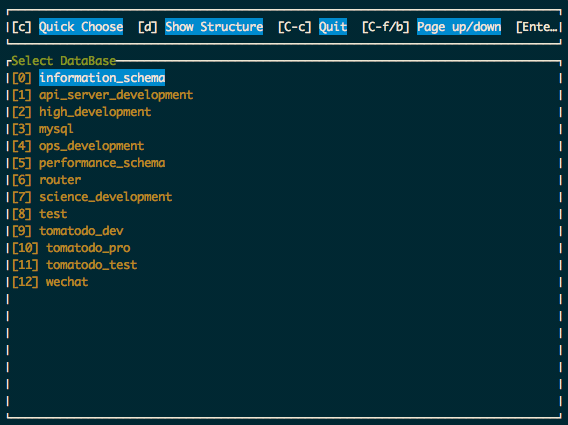 [c] Quick Choose [d] Show Structure [C-c] Quit [C-f/b] Page up/down [Ente…
Select DataBase
[0] information_schema
[1] api_server_development
[2] high_development
[3] mysql
[4] ops_development
[5] performance_schema
[6] router
[7] science_development
[8] test
[9] tomatodo_dev
[10] tomatodo_pro
[11] tomatodo_test
[12] wechat